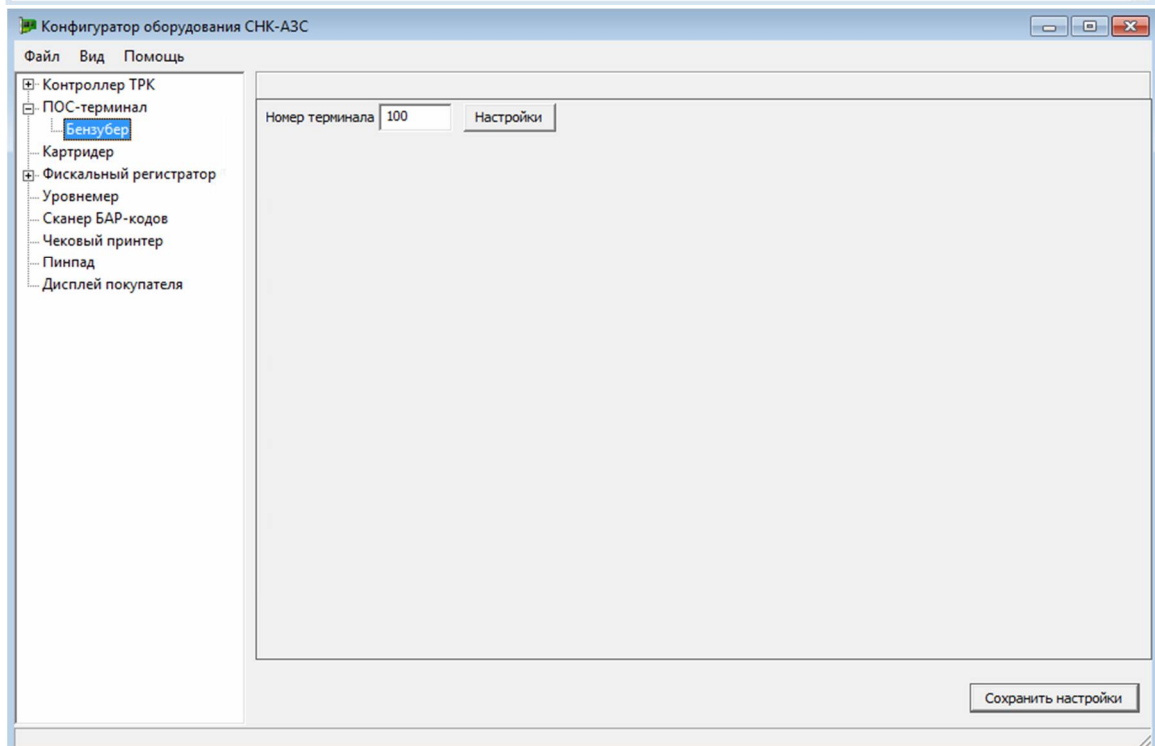 Конфигуратор оборудования СНК-АЗС
Файл Вид Помощь
Контроллер ТРК
ПОС-терминал
Бензубер
Картридер
Фискальный регистратор
Уровнемер
Сканер БАР-кодов
Чековый принтер
Пинпад
Дисплей покупателя
Номер терминала 100 Настройки
Сохранить настройки